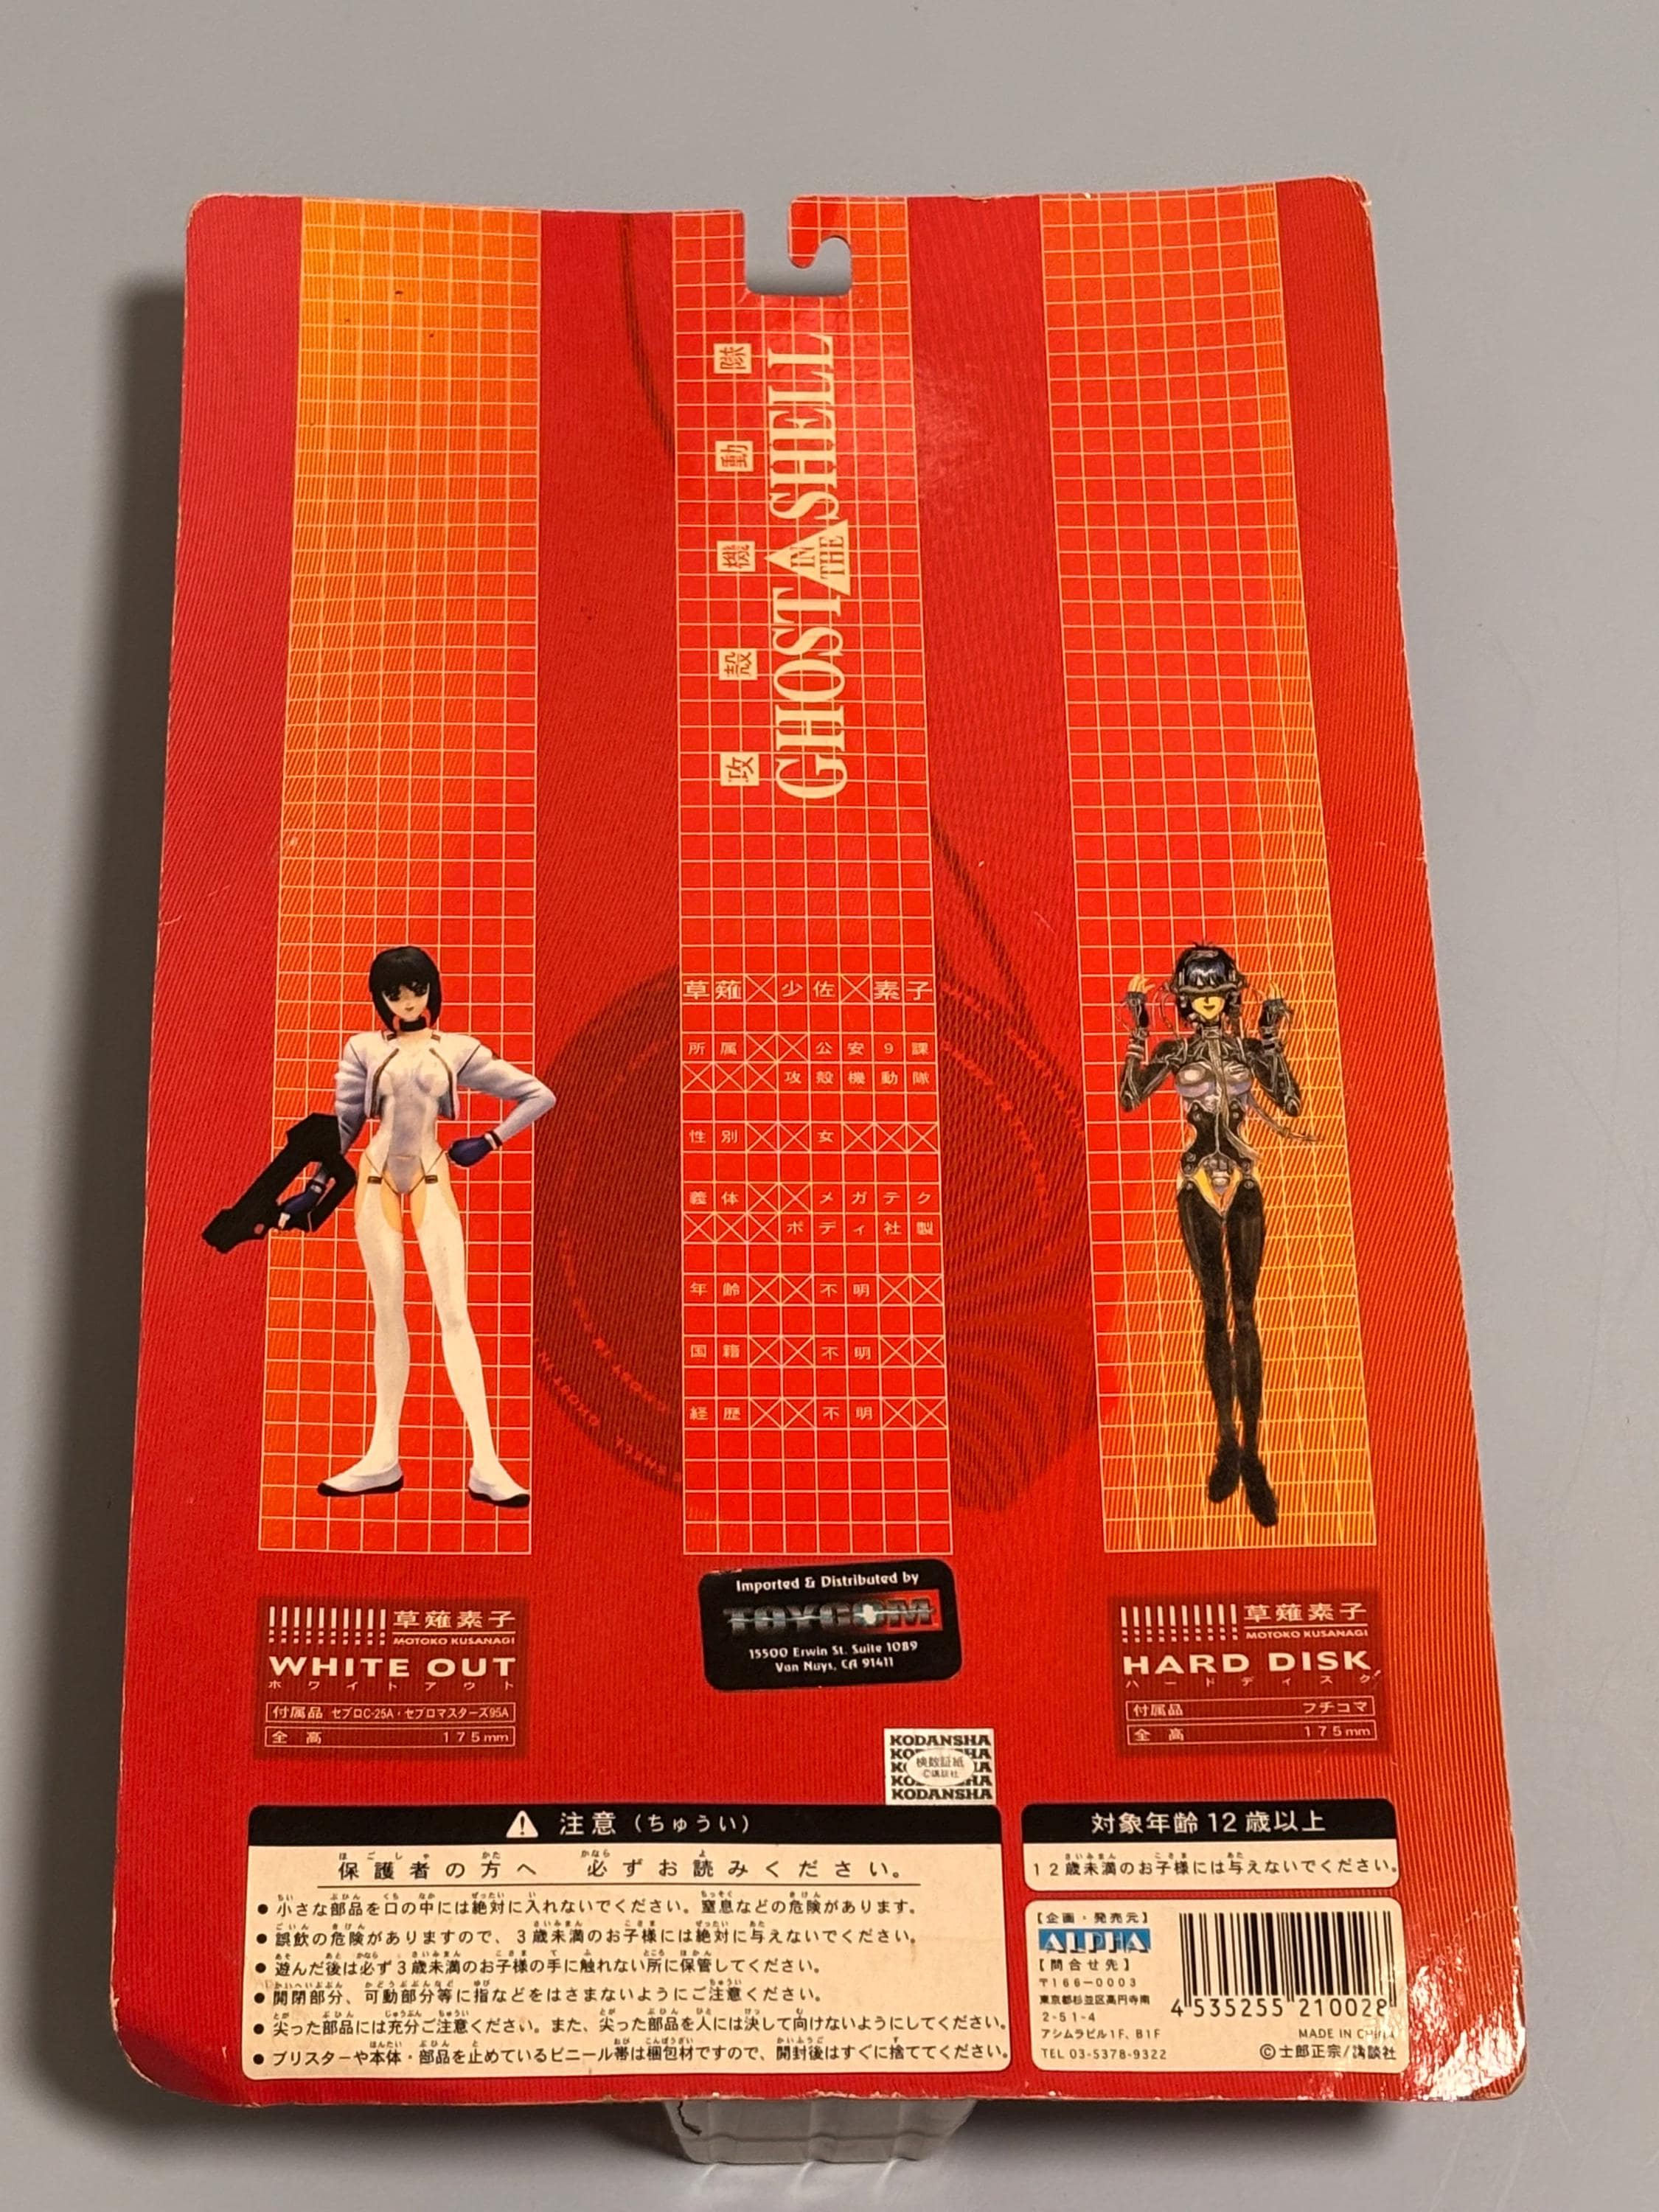 攻殻機動隊
GHOST IN THE SHELL
草薙 少佐 素子
所属 公安9課
攻殻機動隊
性別 女
義体 メガテク
ボディ社製
年齢 不明
国籍 不明
経歴 不明
Imported & Distributed by
TOYCOM
15500 Erwin St. Suite 1089
Van Nuys, CA 91411
草薙素子
MOTOKO KUSANAGI
WHITE OUT
ホワイトアウト
付属品 セブロC-25A・セブロマスターズ95A
全高 175mm
草薙素子
MOTOKO KUSANAGI
HARD DISK
ハードディスク
付属品 フチコマ
全高 175mm
KODANSHA
検数証紙
©講談社
KODANSHA
注意(ちゅうい)
保護者の方へ 必ずお読みください。
●小さな部品を口の中には絶対に入れないでください。窒息などの危険があります。
●誤飲の危険がありますので、3歳未満のお子様には絶対に与えないでください。
●遊んだ後は必ず3歳未満のお子様の手に触れない所に保管してください。
●開閉部分、可動部分等に指などをはさまないようにご注意ください。
●尖った部品には充分ご注意ください。また、尖った部品を人には決して向けないようにしてください。
●ブリスターや本体・部品を止めているビニール帯は梱包材ですので、開封後はすぐに捨ててください。
対象年齢12歳以上
12歳未満のお子様には与えないでください。
【企画・発売元】
ALPHA
【問合せ先】
〒166-0003
東京都杉並区高円寺南
2-51-4
アシムラビル1F、B1F
TEL 03-5378-9322
4 535255 210028
MADE IN CHINA
©士郎正宗/講談社